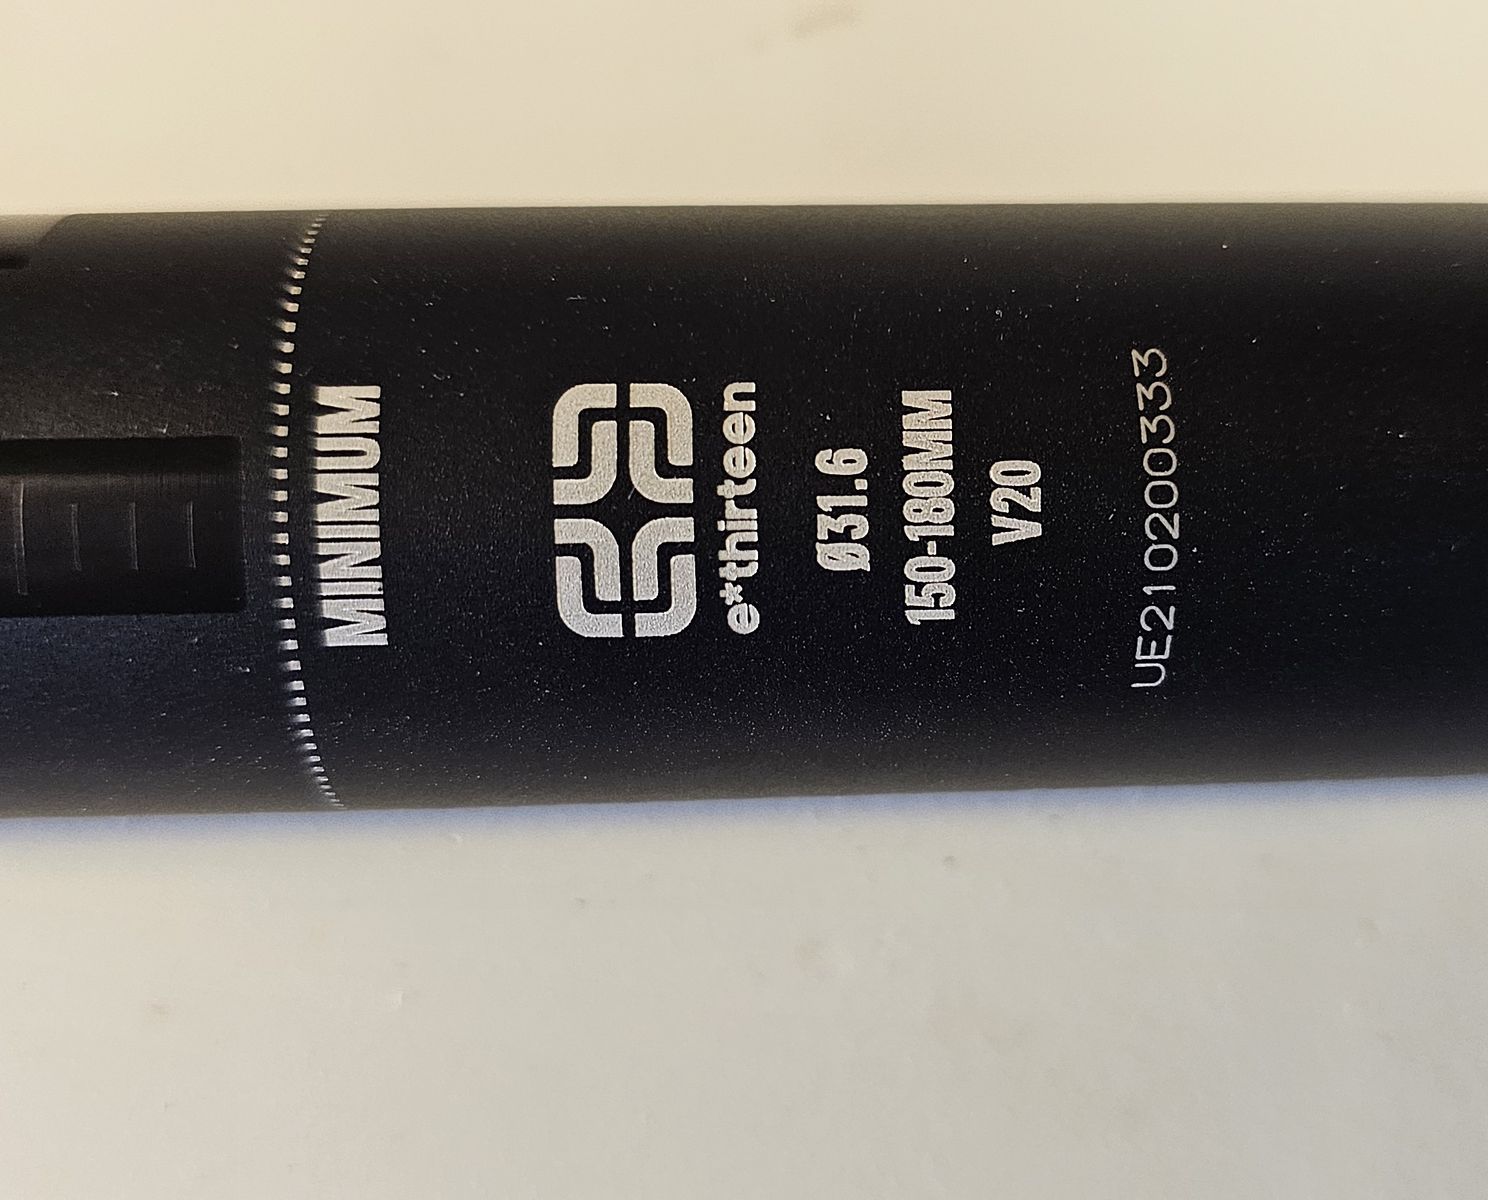 MINIMUM
e*thirteen
Ø31.6
150-180MM
V20
UE210200333